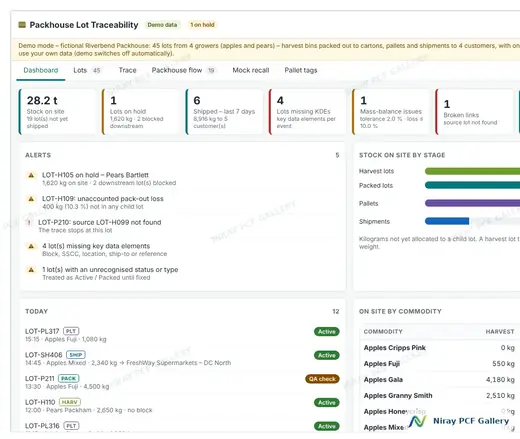 Packhouse Lot Traceability Demo data 1 on hold
Demo mode – fictional Riverbend Packhouse: 45 lots from 4 growers (apples and pears) – harvest bins packed out to cartons, pallets and shipments to 4 customers, with on
use your own data (demo switches off automatically).
Dashboard Lots 45 Trace Packhouse flow 19 Mock recall Pallet tags
28.2 t
Stock on site
19 lot(s) not yet
shipped
1
Lots on hold
1,620 kg · 2 blocked
downstream
6
Shipped – last 7 days
8,916 kg to 5
customer(s)
4
Lots missing KDEs
key data elements per
event
1
Mass-balance issues
tolerance 2.0 % · loss ≤
10.0 %
1
Broken links
source lot not found
ALERTS 5
LOT-H105 on hold – Pears Bartlett
1,620 kg on site · 2 downstream lot(s) blocked
LOT-H109: unaccounted pack-out loss
400 kg (10.3 %) not in any child lot
LOT-P210: source LOT-H099 not found
The trace stops at this lot
4 lot(s) missing key data elements
Block, SSCC, location, ship-to or reference
1 lot(s) with an unrecognised status or type
Treated as Active / Packed until fixed
STOCK ON SITE BY STAGE
Harvest lots
Packed lots
Pallets
Shipments
Kilograms not yet allocated to a child lot. A harvest lot t
weight.
TODAY 12
LOT-PL317 PLT Active
15:15 · Apples Fuji · 1,080 kg
LOT-SH406 SHIP Active
14:45 · Apples Mixed · 2,340 kg → FreshWay Supermarkets – DC North
LOT-P211 PACK QA check
13:30 · Apples Fuji · 4,500 kg
LOT-H110 HARV Active
12:00 · Pears Packham · 2,650 kg · no block
LOT-PL316 PLT Active
ON SITE BY COMMODITY
COMMODITY HARVEST
Apples Cripps Pink 0 kg
Apples Fuji 550 kg
Apples Gala 4,180 kg
Apples Granny Smith 2,510 kg
Apples
Apples
Niray PCF Gallery
NIRAY PCF GALLERY